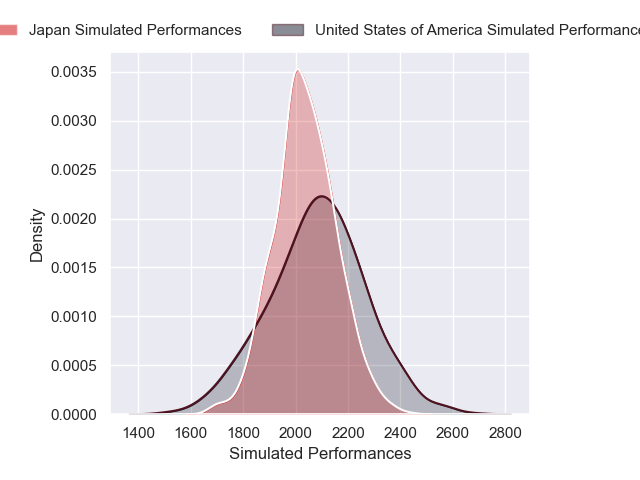 Japan Simulated Performances United States of America Simulated Performanc
0.0035
0.0030
0.0025
0.0020
0.0015
0.0010
0.0005
0.0000
Density
1400 1600 1800 2000 2200 2400 2600 2800
Simulated Performances